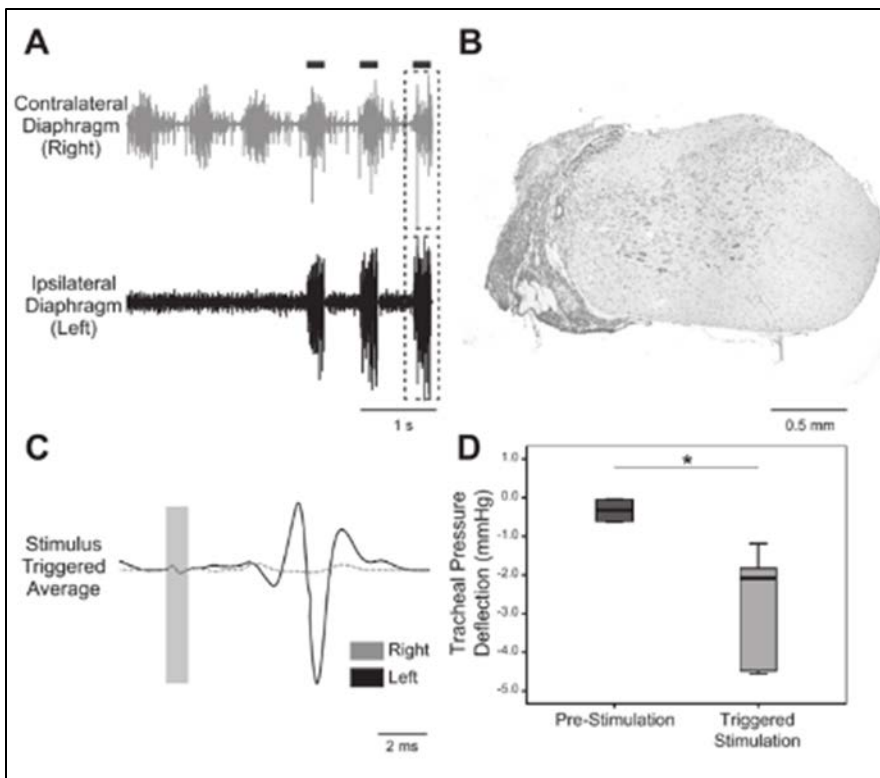 A
Contralateral
Diaphragm
(Right)
Ipsilateral
Diaphragm
(Left)
1 s
B
0.5 mm
C
Stimulus
Triggered
Average
Right
Left
2 ms
D
Tracheal Pressure
Deflection (mmHg)
1.0
0.0
-1.0
-2.0
-3.0
-4.0
-5.0
*
Pre-Stimulation
Triggered
Stimulation